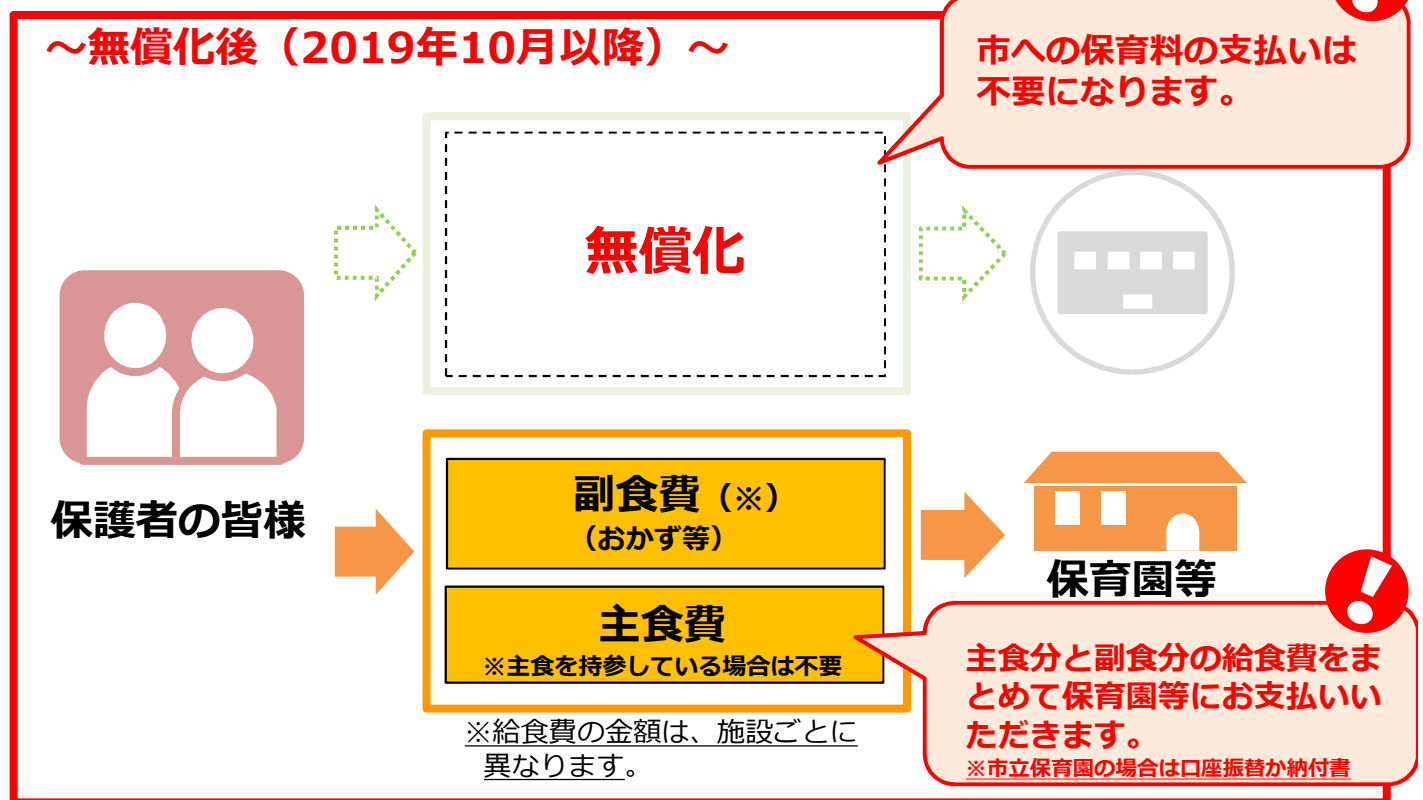 ～無償化後（2019年10月以降）～
市への保育料の支払いは
不要になります。
無償化
保護者の皆様
副食費（※）
（おかず等）
主食費
※主食を持参している場合は不要
※給食費の金額は、施設ごとに
異なります。
保育園等
主食分と副食分の給食費をま
とめて保育園等にお支払いい
ただきます。
※市立保育園の場合は口座振替か納付書